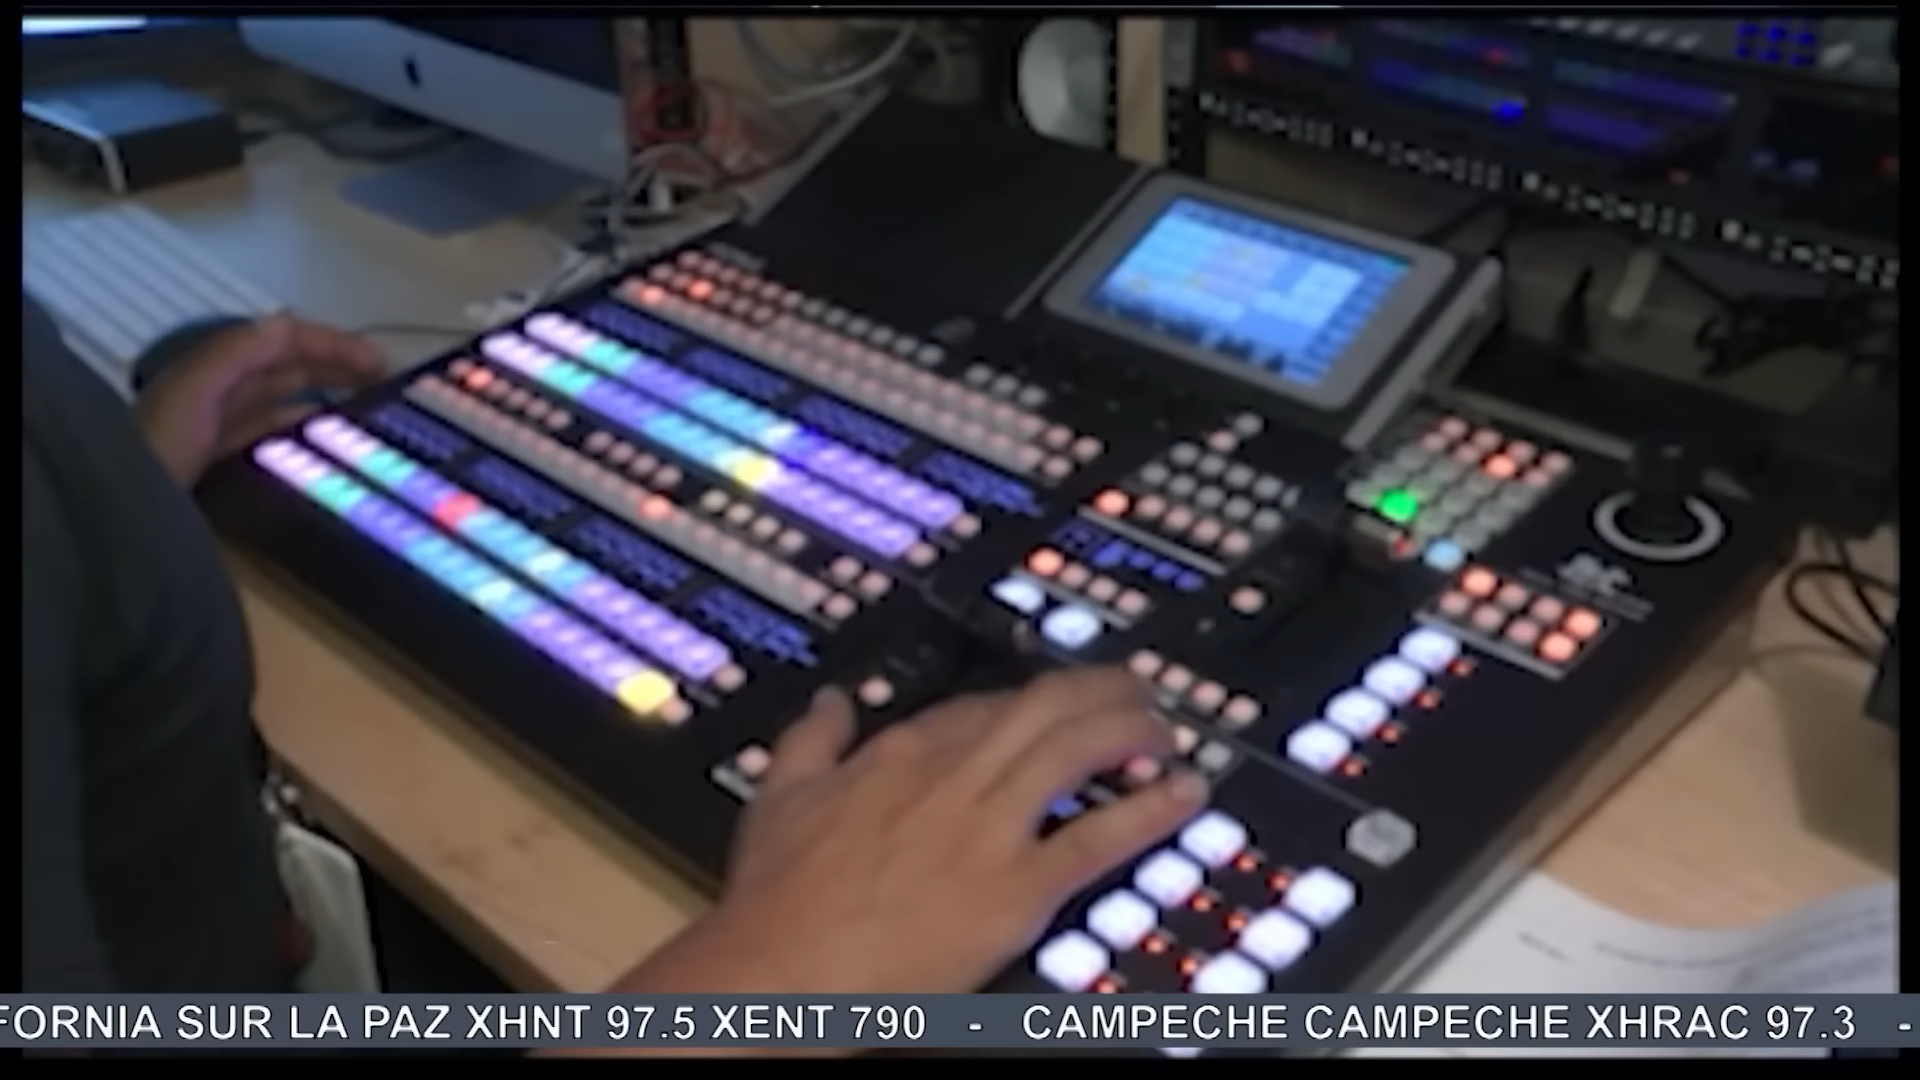 FORNIA SUR LA PAZ XHNT 97.5 XENT 790 - CAMPECHE CAMPECHE XHRAC 97.3 -